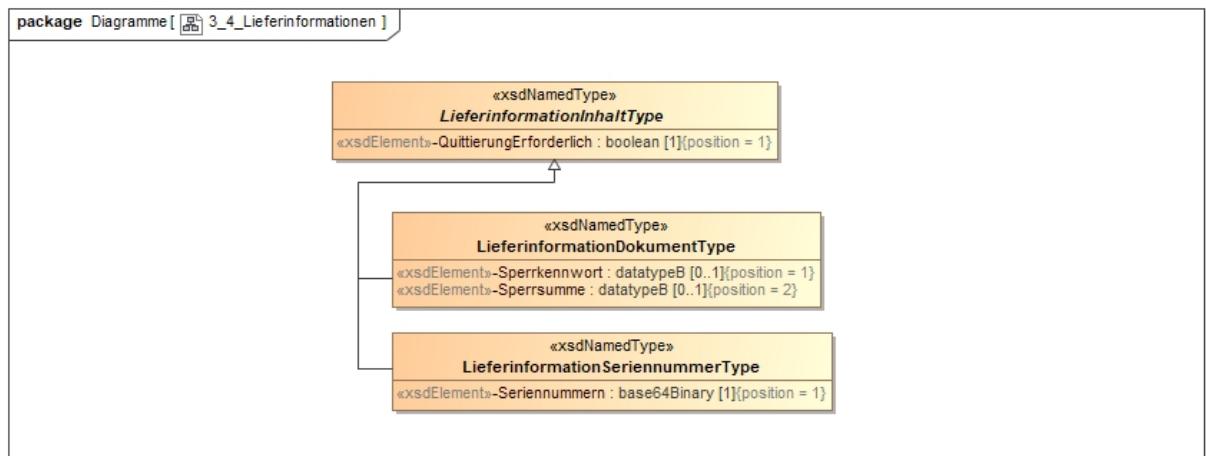 package Diagramme [ 3_4_Lieferinformationen ]
«xsdNamedType»
LieferinformationInhaltType
«xsdElement»-QuittierungErforderlich : boolean [1]{position = 1}
«xsdNamedType»
LieferinformationDokumentType
«xsdElement»-Sperrkennwort : datatypeB [0..1]{position = 1}
«xsdElement»-Sperrsumme : datatypeB [0..1]{position = 2}
«xsdNamedType»
LieferinformationSeriennummerType
«xsdElement»-Seriennummern : base64Binary [1]{position = 1}